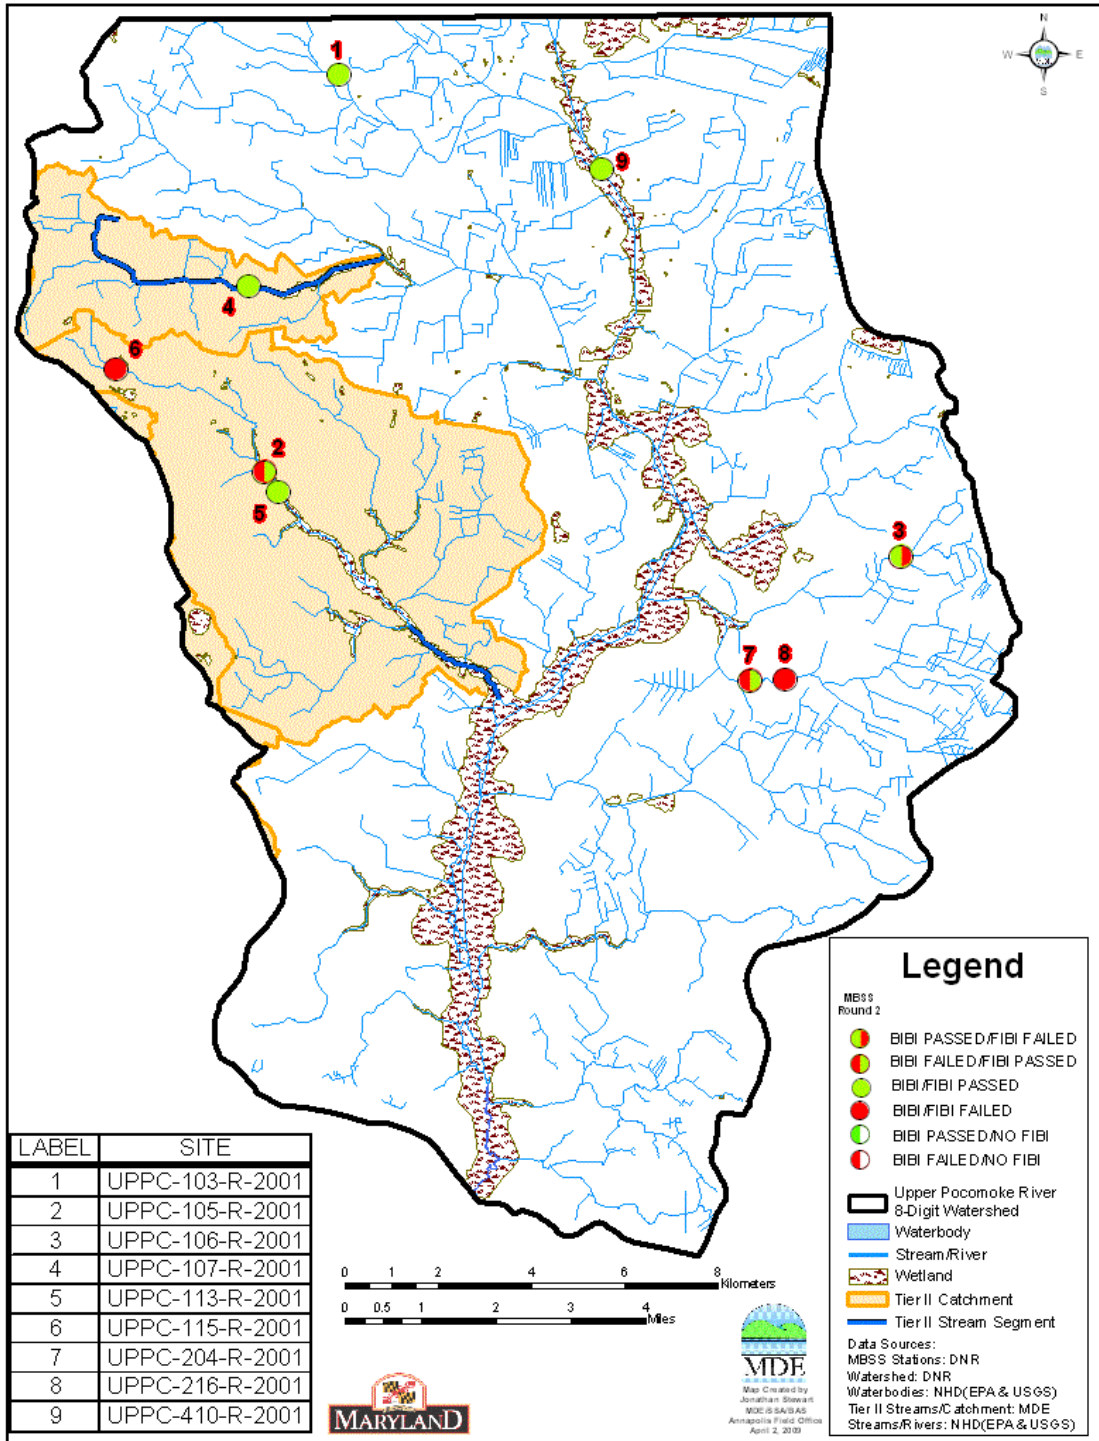 N
W E
S
1
9
4
6
2
5
3
7 8
Legend
MBSS
Round 2
BIBI PASSED/FIBI FAILED
BIBI FAILED/FIBI PASSED
BIBI/FIBI PASSED
BIBI/FIBI FAILED
BIBI PASSED/NO FIBI
BIBI FAILED/NO FIBI
Upper Pocomoke River
8-Digit Watershed
Waterbody
Stream/River
Wetland
Tier II Catchment
Tier II Stream Segment
Data Sources:
MBSS Stations: DNR
Watershed: DNR
Waterbodies: NHD(EPA & USGS)
Tier II Streams/Catchment: MDE
Streams/Rivers: NHD(EPA & USGS)
LABEL SITE
1 UPPC-103-R-2001
2 UPPC-105-R-2001
3 UPPC-106-R-2001
4 UPPC-107-R-2001
5 UPPC-113-R-2001
6 UPPC-115-R-2001
7 UPPC-204-R-2001
8 UPPC-216-R-2001
9 UPPC-410-R-2001
0 1 2 4 6 8
Kilometers
0 0.5 1 2 3 4
Miles
MARYLAND
MDE
Map Created by
Jonathan Stewart
MDE/SSA/BAS
Annapolis Field Office
April 2, 2009